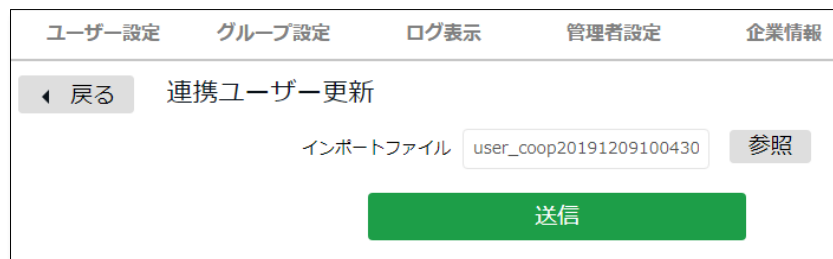 ユーザー設定 グループ設定 ログ表示 管理者設定 企業情報
戻る 連携ユーザー更新
インポートファイル user_coop20191209100430 参照
送信